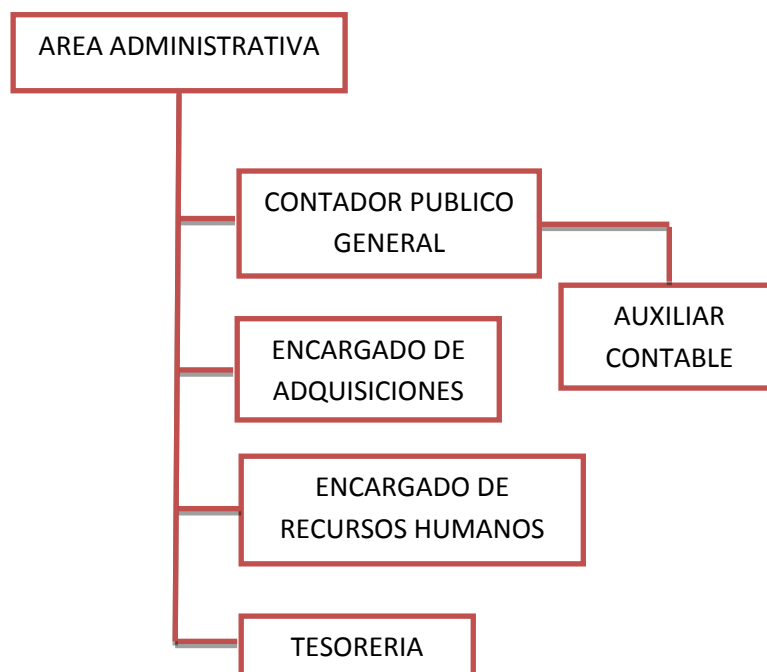 AREA ADMINISTRATIVA
CONTADOR PUBLICO
GENERAL
AUXILIAR
CONTABLE
ENCARGADO DE
ADQUISICIONES
ENCARGADO DE
RECURSOS HUMANOS
TESORERIA